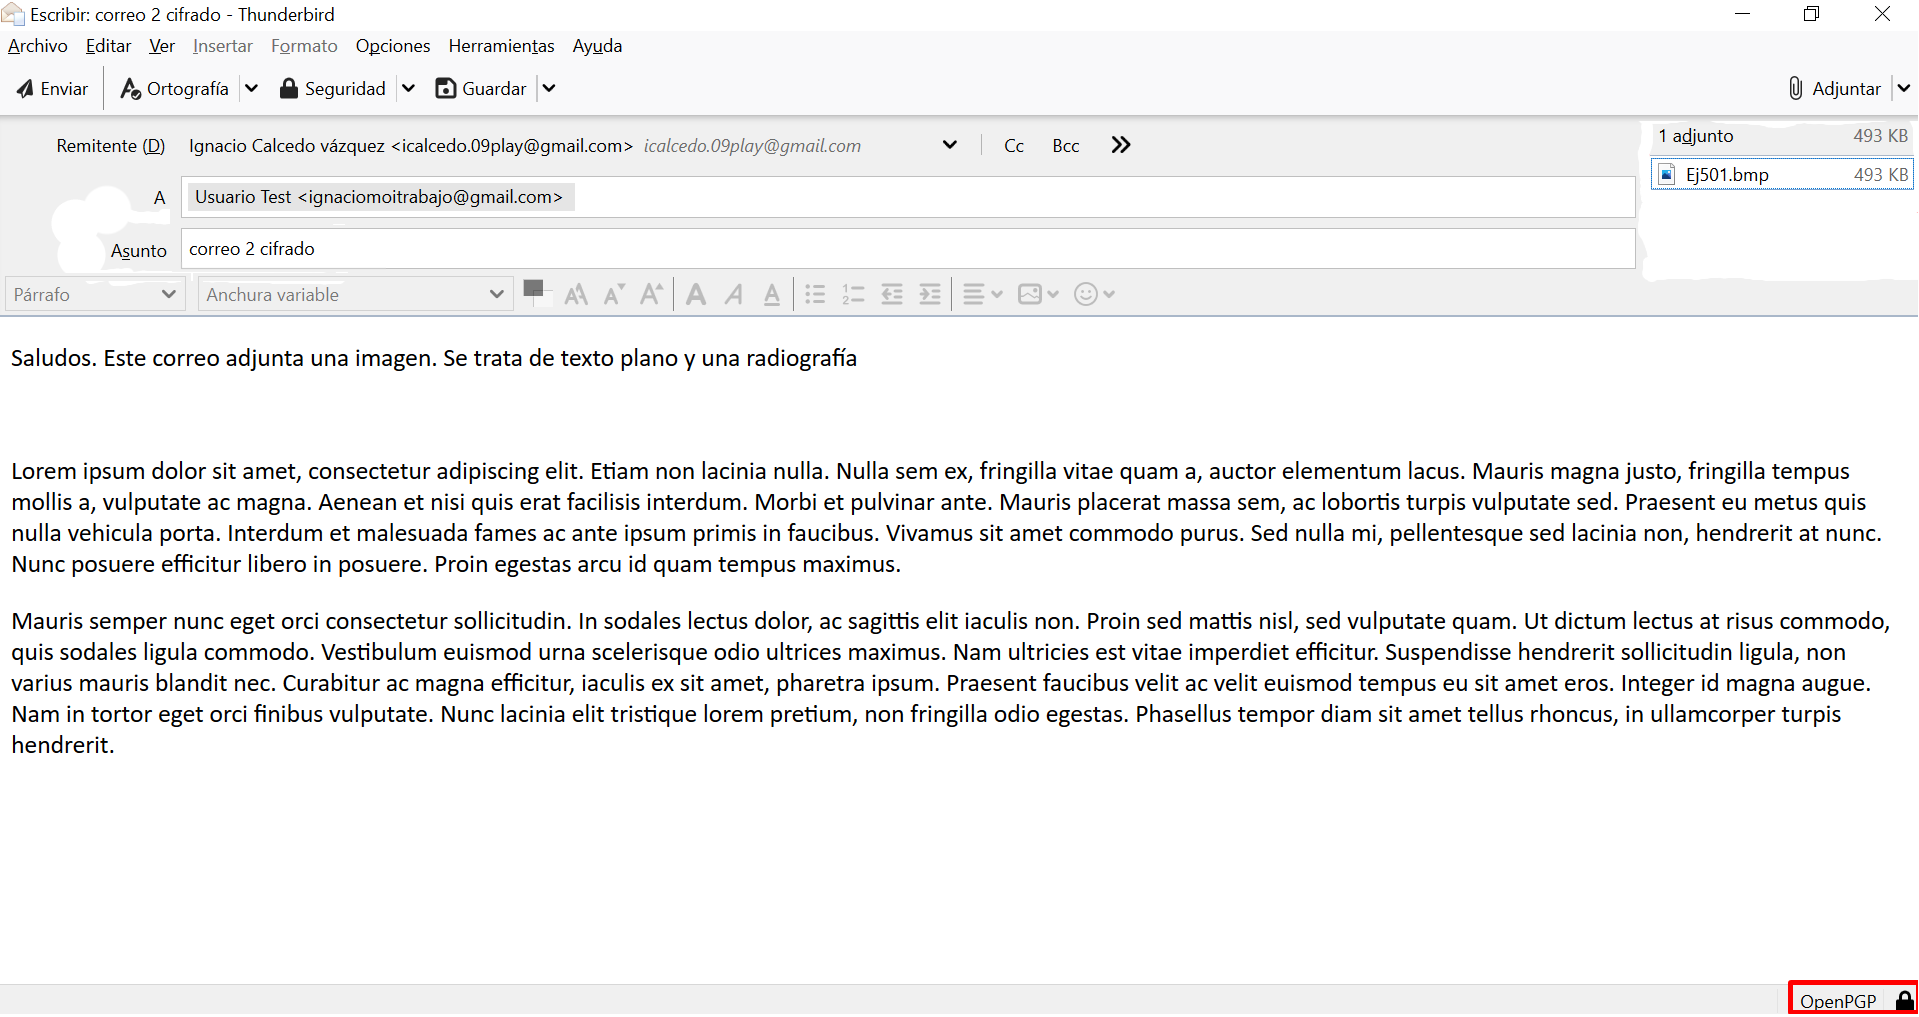 Escribir: correo 2 cifrado - Thunderbird
Archivo Editar Ver Insertar Formato Opciones Herramientas Ayuda
Enviar Ortografía Seguridad Guardar Adjuntar
Remitente (D) Ignacio Calcedo vázquez <icalcedo.09play@gmail.com> icalcedo.09play@gmail.com Cc Bcc
1 adjunto 493 KB
Ej501.bmp 493 KB
A Usuario Test <ignaciomoitrabajo@gmail.com>
Asunto correo 2 cifrado
Párrafo Anchura variable
Saludos. Este correo adjunta una imagen. Se trata de texto plano y una radiografía
Lorem ipsum dolor sit amet, consectetur adipiscing elit. Etiam non lacinia nulla. Nulla sem ex, fringilla vitae quam a, auctor elementum lacus. Mauris magna justo, fringilla tempus
mollis a, vulputate ac magna. Aenean et nisi quis erat facilisis interdum. Morbi et pulvinar ante. Mauris placerat massa sem, ac lobortis turpis vulputate sed. Praesent eu metus quis
nulla vehicula porta. Interdum et malesuada fames ac ante ipsum primis in faucibus. Vivamus sit amet commodo purus. Sed nulla mi, pellentesque sed lacinia non, hendrerit at nunc.
Nunc posuere efficitur libero in posuere. Proin egestas arcu id quam tempus maximus.
Mauris semper nunc eget orci consectetur sollicitudin. In sodales lectus dolor, ac sagittis elit iaculis non. Proin sed mattis nisl, sed vulputate quam. Ut dictum lectus at risus commodo,
quis sodales ligula commodo. Vestibulum euismod urna scelerisque odio ultrices maximus. Nam ultricies est vitae imperdiet efficitur. Suspendisse hendrerit sollicitudin ligula, non
varius mauris blandit nec. Curabitur ac magna efficitur, iaculis ex sit amet, pharetra ipsum. Praesent faucibus velit ac velit euismod tempus eu sit amet eros. Integer id magna augue.
Nam in tortor eget orci finibus vulputate. Nunc lacinia elit tristique lorem pretium, non fringilla odio egestas. Phasellus tempor diam sit amet tellus rhoncus, in ullamcorper turpis
hendrerit.
OpenPGP